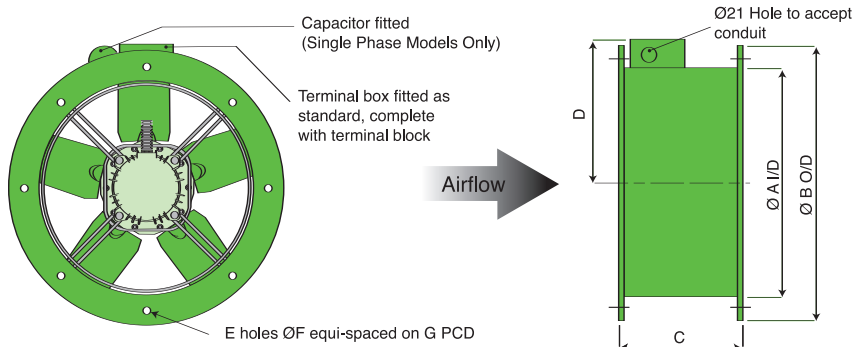 Capacitor fitted
(Single Phase Models Only)
Terminal box fitted as
standard, complete
with terminal block
E holes ØF equi-spaced on G PCD
Airflow
Ø21 Hole to accept
conduit
D
Ø A I/D
Ø B O/D
C